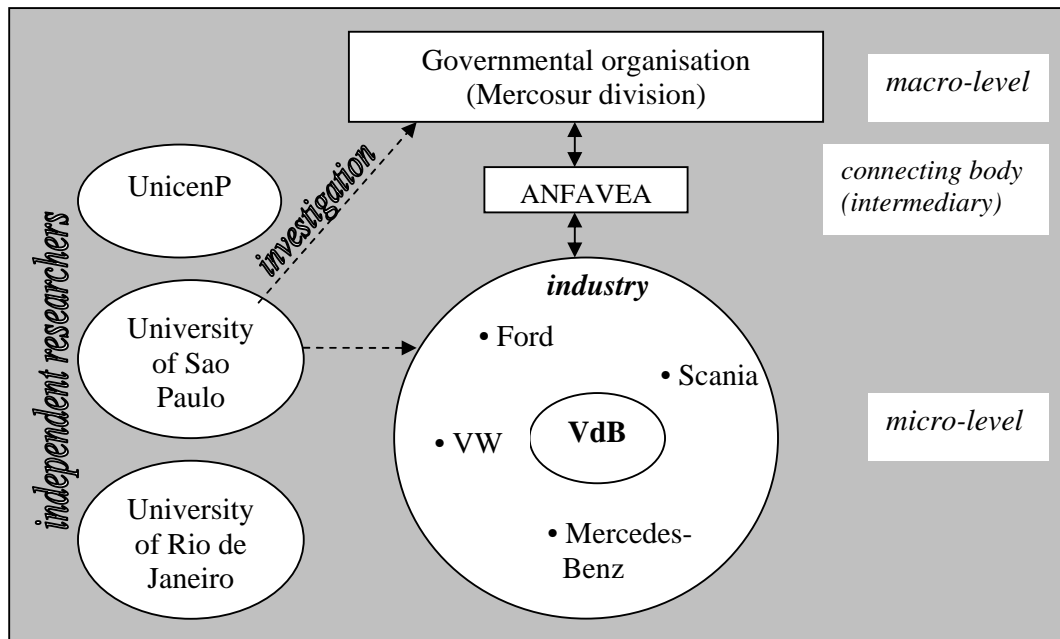 Governmental organisation
(Mercosur division)
macro-level
UnicenP
investigation
ANFAVEA
connecting body
(intermediary)
independent researchers
University
of Sao
Paulo
industry
• Ford
• Scania
• VW
VdB
micro-level
University
of Rio de
Janeiro
• Mercedes-
Benz